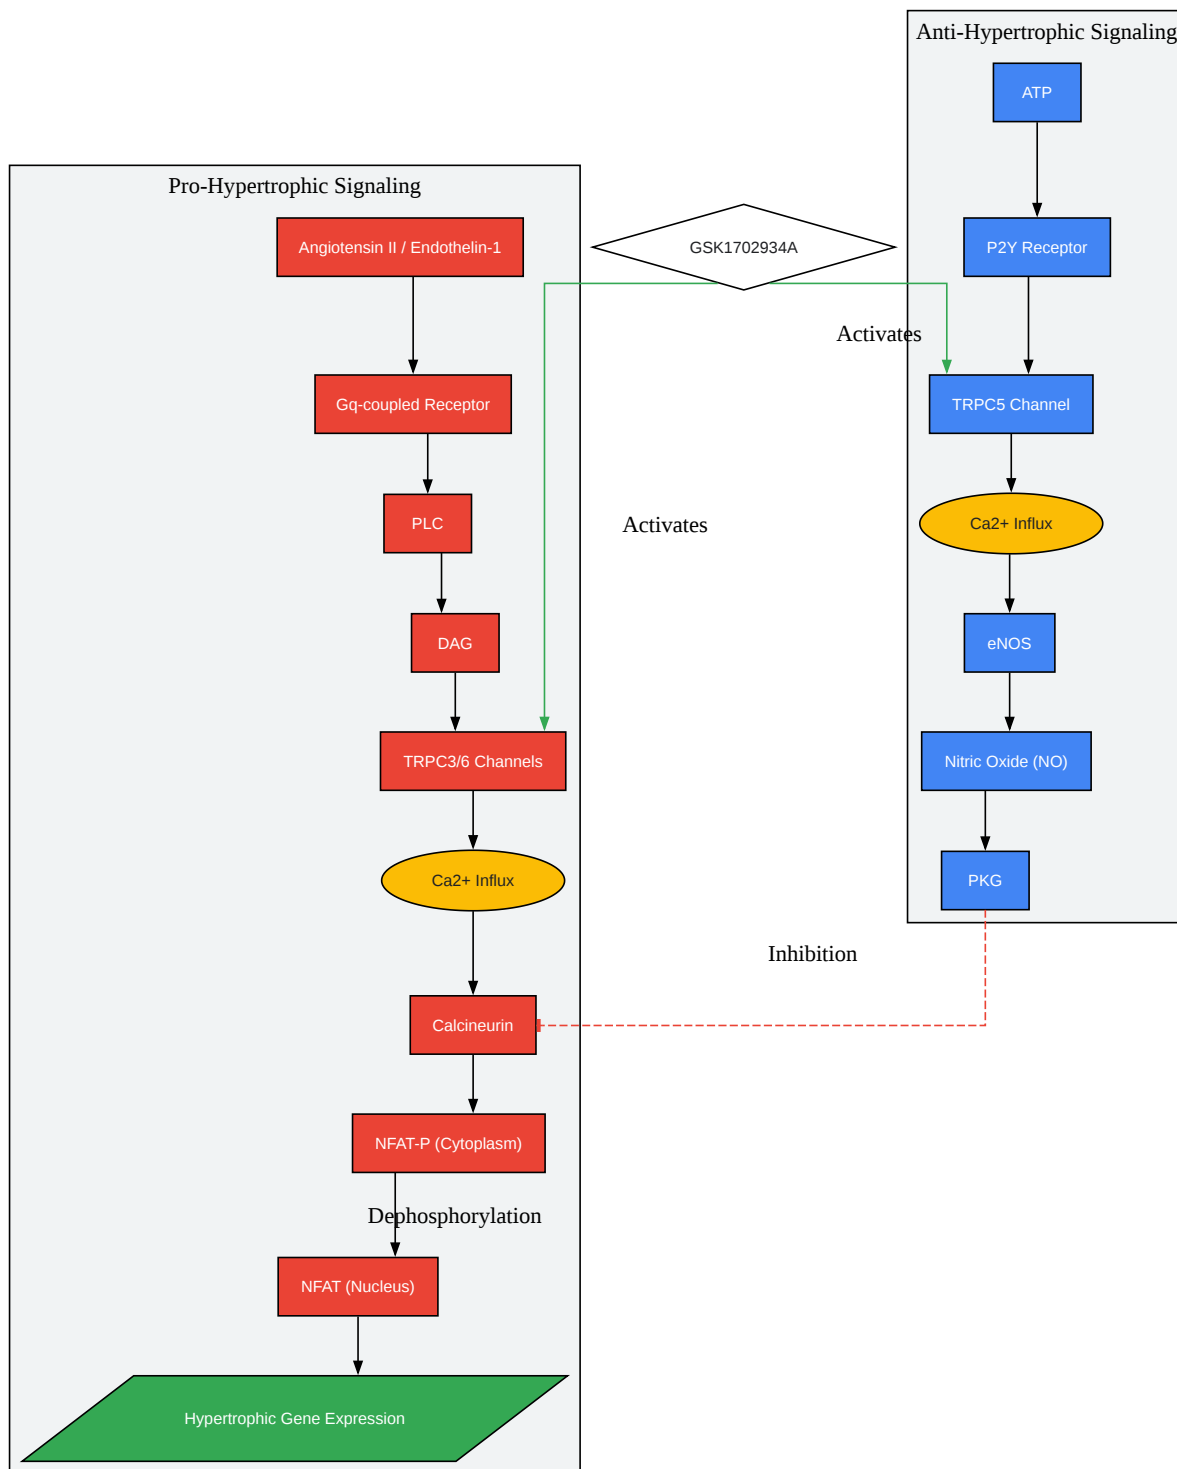 Anti-Hypertrophic Signaling
ATP
Pro-Hypertrophic Signaling
Angiotensin II / Endothelin-1
GSK1702934A
P2Y Receptor
Activates
Gq-coupled Receptor
TRPC5 Channel
PLC
Activates
Ca2+ Influx
DAG
eNOS
TRPC3/6 Channels
Nitric Oxide (NO)
Ca2+ Influx
PKG
Inhibition
Calcineurin
NFAT-P (Cytoplasm)
Dephosphorylation
NFAT (Nucleus)
Hypertrophic Gene Expression